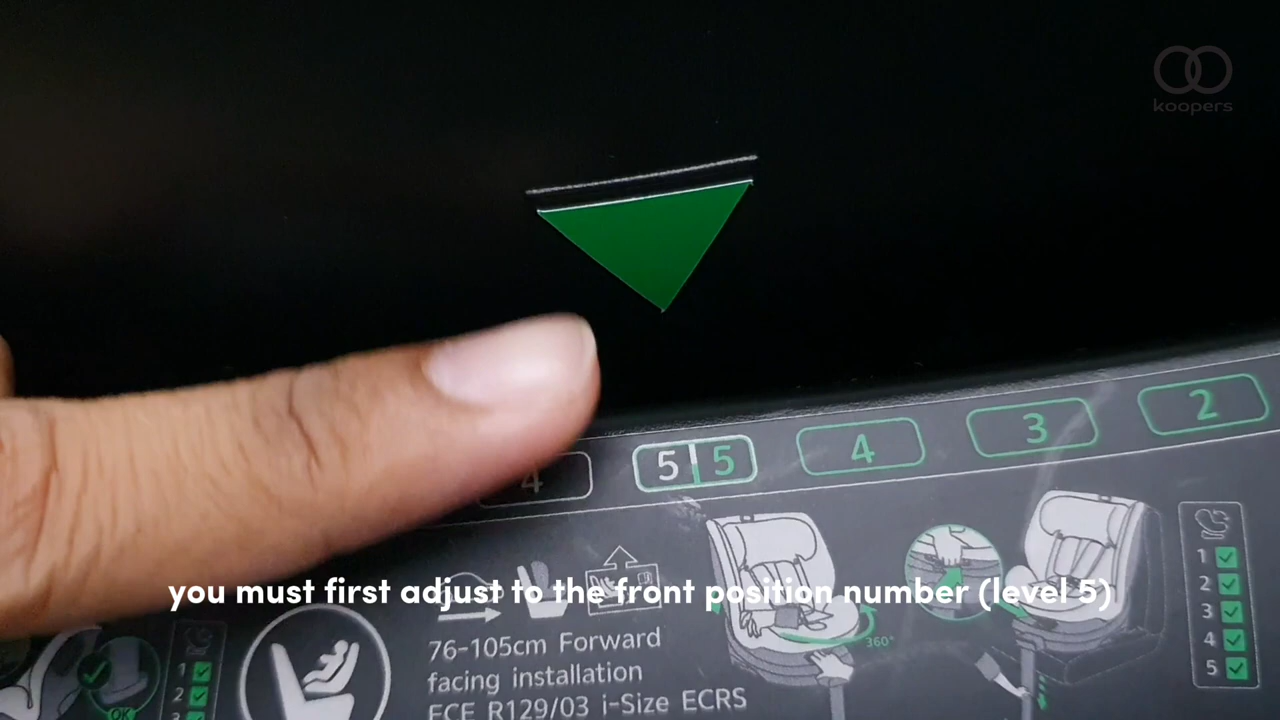 koopers
4
5 5
4
3
2
you must first adjust to the front position number (level 5)
76-105cm Forward
facing installation
ECE R129/03 i-Size ECRS
360°
1
2
3
4
5
1
2
3
OK